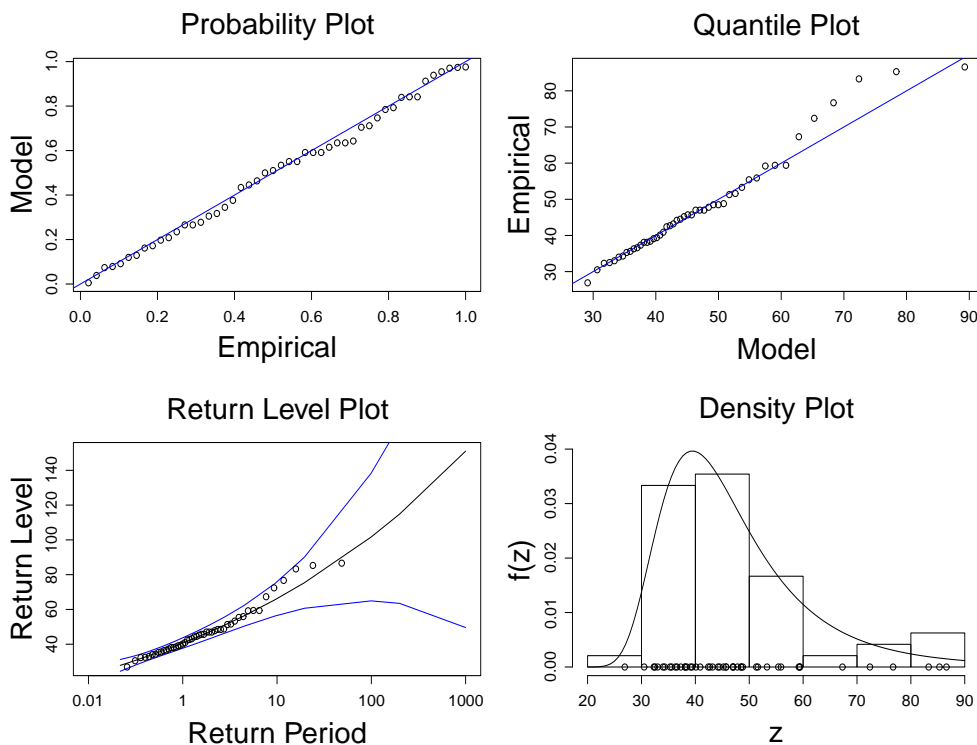 Probability Plot
Model
0.0 0.2 0.4 0.6 0.8 1.0
0.0 0.2 0.4 0.6 0.8 1.0
Empirical
Quantile Plot
Empirical
30 40 50 60 70 80
30 40 50 60 70 80 90
Model
Return Level Plot
Return Level
40 60 80 100 120 140
0.01 1 10 100 1000
Return Period
Density Plot
f(z)
0.00 0.01 0.02 0.03 0.04
20 30 40 50 60 70 80 90
z